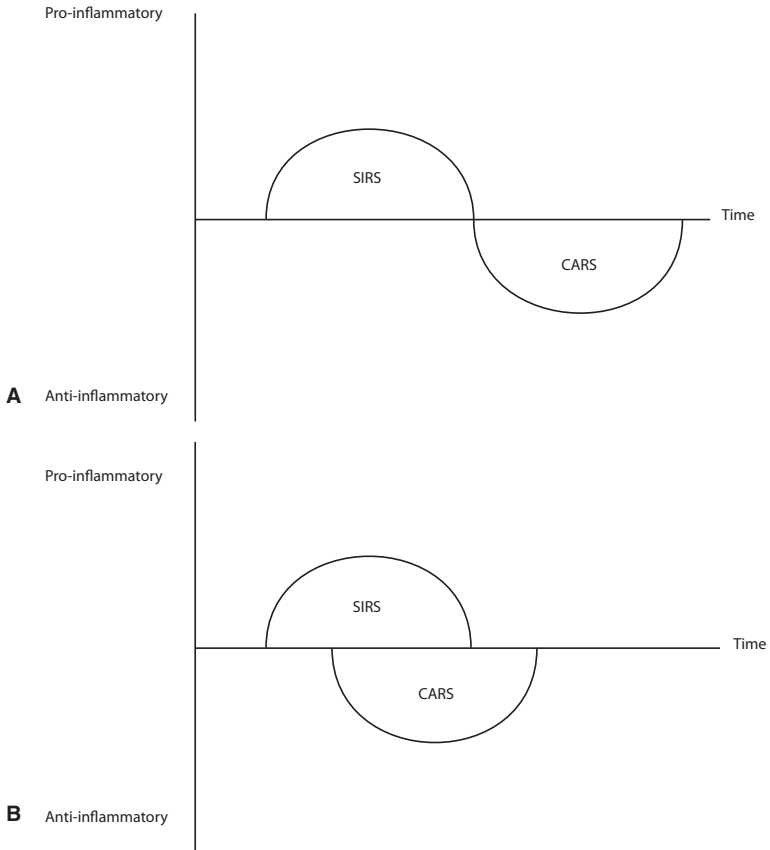 Pro-inflammatory
SIRS
Time
CARS
A Anti-inflammatory
Pro-inflammatory
SIRS
Time
CARS
B Anti-inflammatory